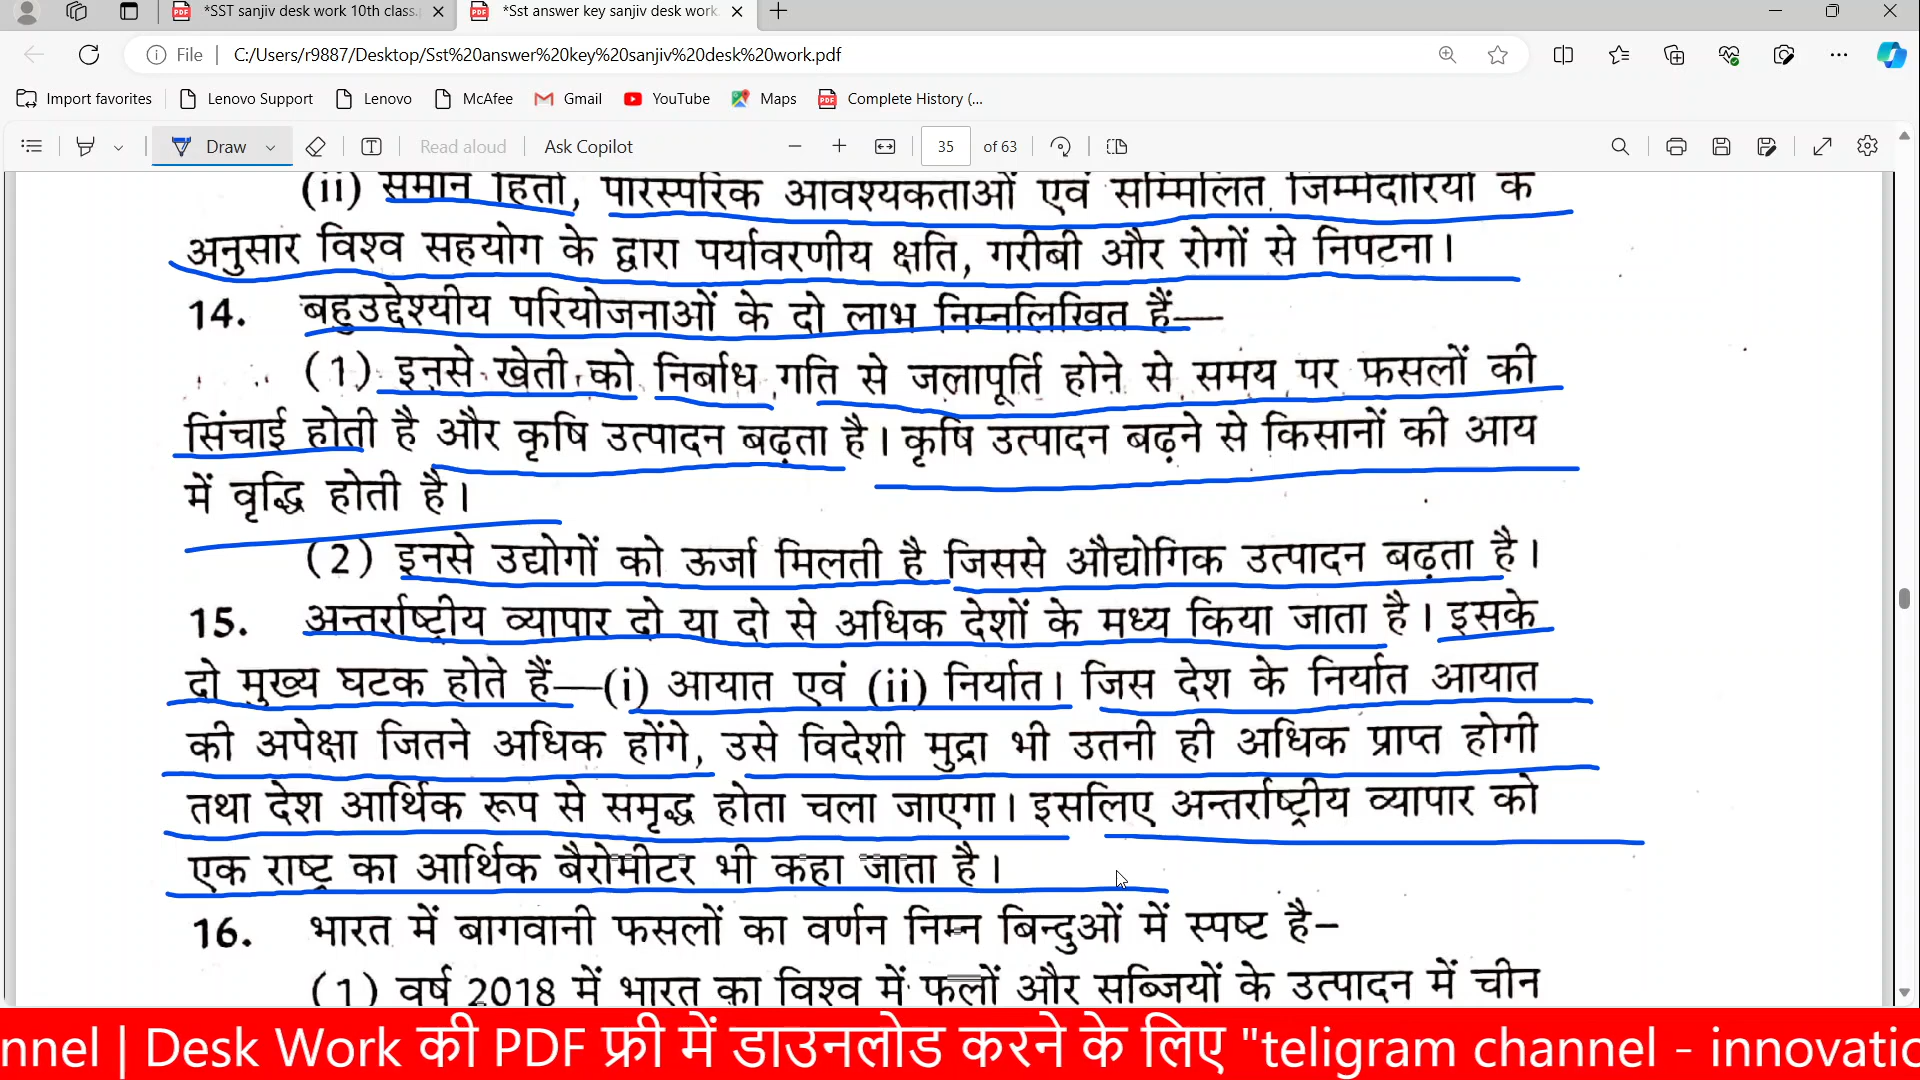 *SST sanjiv desk work 10th class.
*Sst answer key sanjiv desk work.
File C:/Users/r9887/Desktop/Sst%20answer%20key%20sanjiv%20desk%20work.pdf
Import favorites Lenovo Support Lenovo McAfee Gmail YouTube Maps Complete History (...
Draw Read aloud Ask Copilot 35 of 63
(ii) समान हितों, पारस्परिक आवश्यकताओं एवं सम्मिलित जिम्मेदारियों के
अनुसार विश्व सहयोग के द्वारा पर्यावरणीय क्षति, गरीबी और रोगों से निपटना।
14. बहुउद्देश्यीय परियोजनाओं के दो लाभ निम्नलिखित हैं—
(1) इनसे खेती को निर्बाध गति से जलापूर्ति होने से समय पर फसलों की
सिंचाई होती है और कृषि उत्पादन बढ़ता है। कृषि उत्पादन बढ़ने से किसानों की आय
में वृद्धि होती है।
(2) इनसे उद्योगों को ऊर्जा मिलती है जिससे औद्योगिक उत्पादन बढ़ता है।
15. अन्तर्राष्ट्रीय व्यापार दो या दो से अधिक देशों के मध्य किया जाता है। इसके
दो मुख्य घटक होते हैं—(i) आयात एवं (ii) निर्यात। जिस देश के निर्यात आयात
की अपेक्षा जितने अधिक होंगे, उसे विदेशी मुद्रा भी उतनी ही अधिक प्राप्त होगी
तथा देश आर्थिक रूप से समृद्ध होता चला जाएगा। इसलिए अन्तर्राष्ट्रीय व्यापार को
एक राष्ट्र का आर्थिक बैरोमीटर भी कहा जाता है।
16. भारत में बागवानी फसलों का वर्णन निम्न बिन्दुओं में स्पष्ट है–
(1) वर्ष 2018 में भारत का विश्व में फलों और सब्जियों के उत्पादन में चीन
nnel | Desk Work की PDF फ्री में डाउनलोड करने के लिए "teligram channel - innovatio